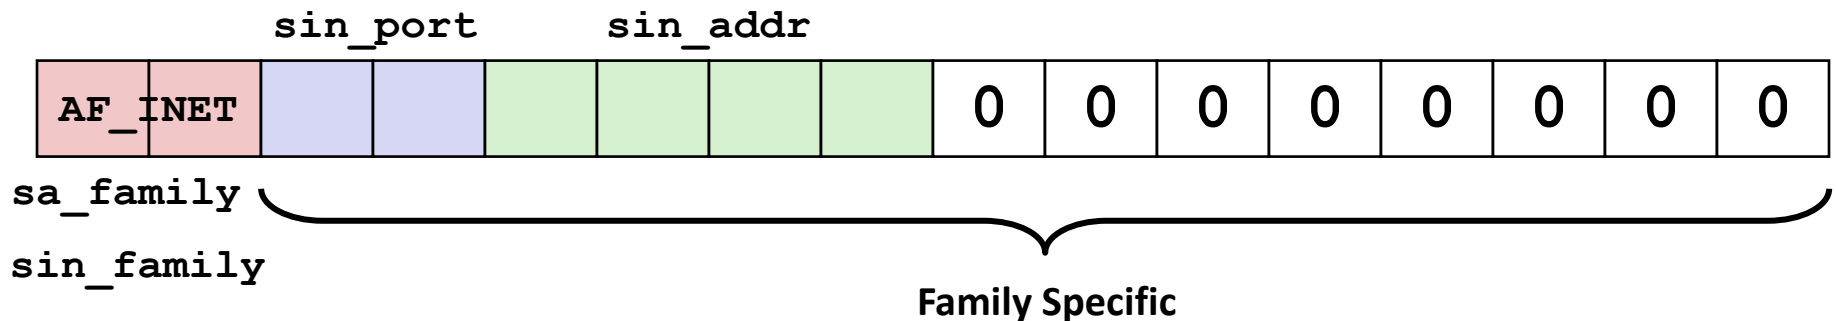 sin_port sin_addr
AF_INET 0 0 0 0 0 0 0 0
sa_family
sin_family
Family Specific